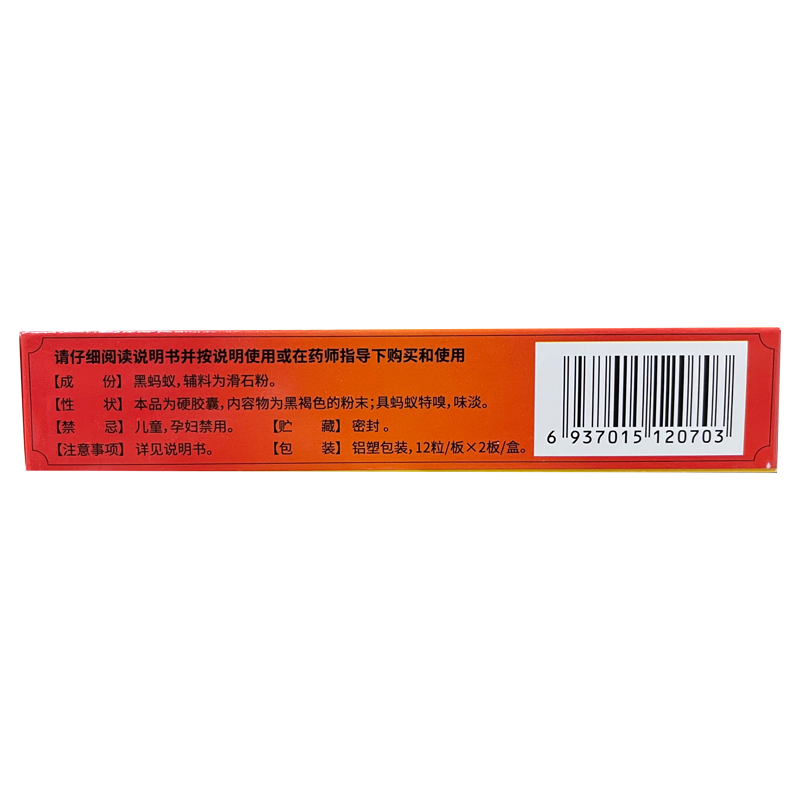 请仔细阅读说明书并按说明使用或在药师指导下购买和使用
【成 份】 黑蚂蚁,辅料为滑石粉。
【性 状】 本品为硬胶囊,内容物为黑褐色的粉末;具蚂蚁特嗅,味淡。
【禁 忌】 儿童,孕妇禁用。 【贮 藏】 密封。
【注意事项】 详见说明书。 【包 装】 铝塑包装,12粒/板×2板/盒。
6 937015 120703